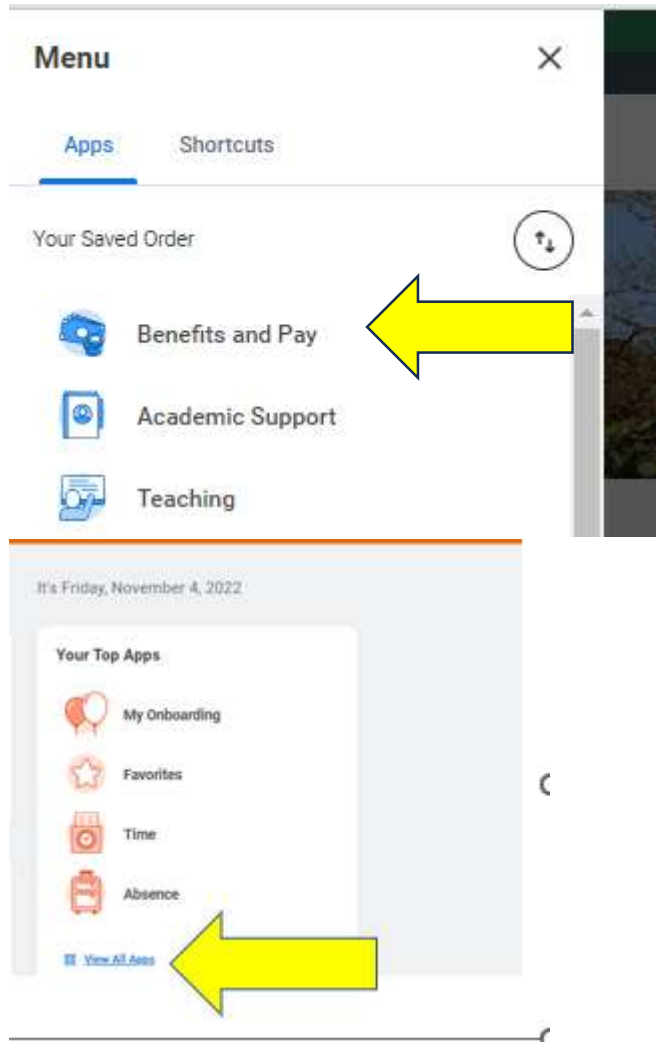 Menu
Apps Shortcuts
Your Saved Order
Benefits and Pay
Academic Support
Teaching
It's Friday, November 4, 2022
Your Top Apps
My Onboarding
Favorites
Time
Absence
View All Apps